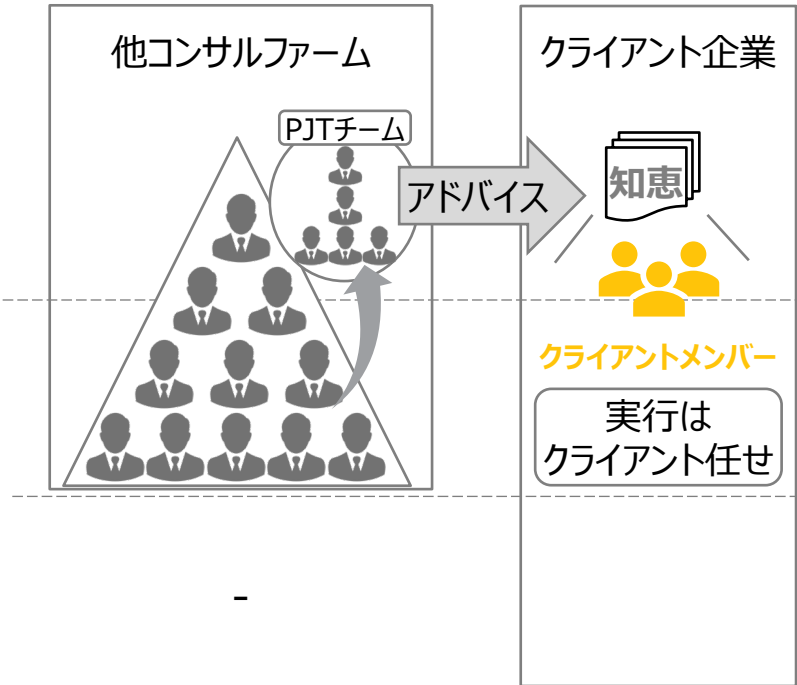 他コンサルファーム
クライアント企業
PJTチーム
アドバイス
知恵
クライアントメンバー
実行は
クライアント任せ
-